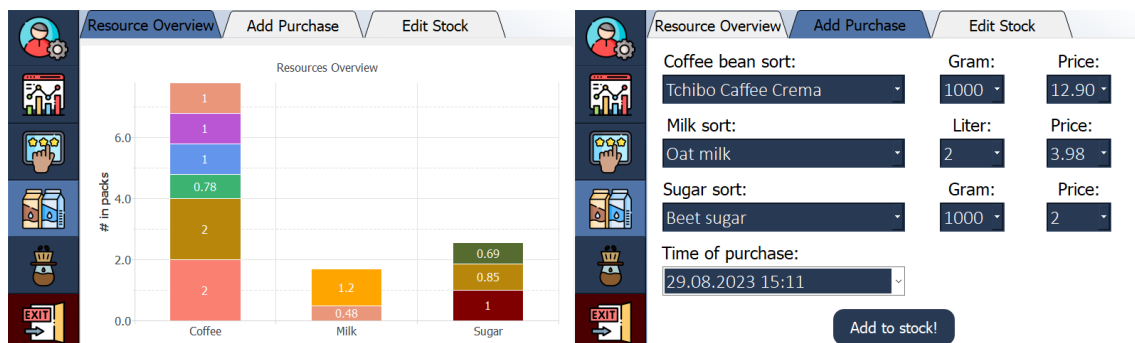 Resource Overview Add Purchase Edit Stock
Resources Overview
# in packs
6.0
4.0
2.0
0.0
1
1
1
0.78
2
2
1.2
0.48
0.69
0.85
1
Coffee Milk Sugar
EXIT
Resource Overview Add Purchase Edit Stock
Coffee bean sort: Gram: Price:
Tchibo Caffee Crema 1000 12.90
Milk sort: Liter: Price:
Oat milk 2 3.98
Sugar sort: Gram: Price:
Beet sugar 1000 2
Time of purchase:
29.08.2023 15:11
Add to stock!
EXIT